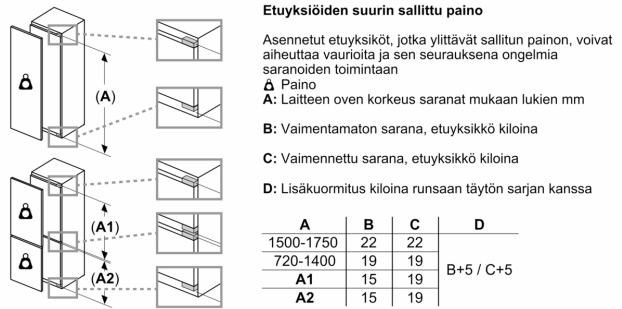 Etuyksiöiden suurin sallittu paino
Asennetut etuyksiköt, jotka ylittävät sallitun painon, voivat
aiheuttaa vaurioita ja sen seurauksena ongelmia
saranoiden toimintaan
Paino
A: Laitteen oven korkeus saranat mukaan lukien mm
B: Vaimentamaton sarana, etuyksikkö kiloina
C: Vaimennettu sarana, etuyksikkö kiloina
D: Lisäkuormitus kiloina runsaan täytön sarjan kanssa
A B C D
1500-1750 22 22
720-1400 19 19
B+5 / C+5
A1 15 19
A2 15 19
(A)
(A1)
(A2)